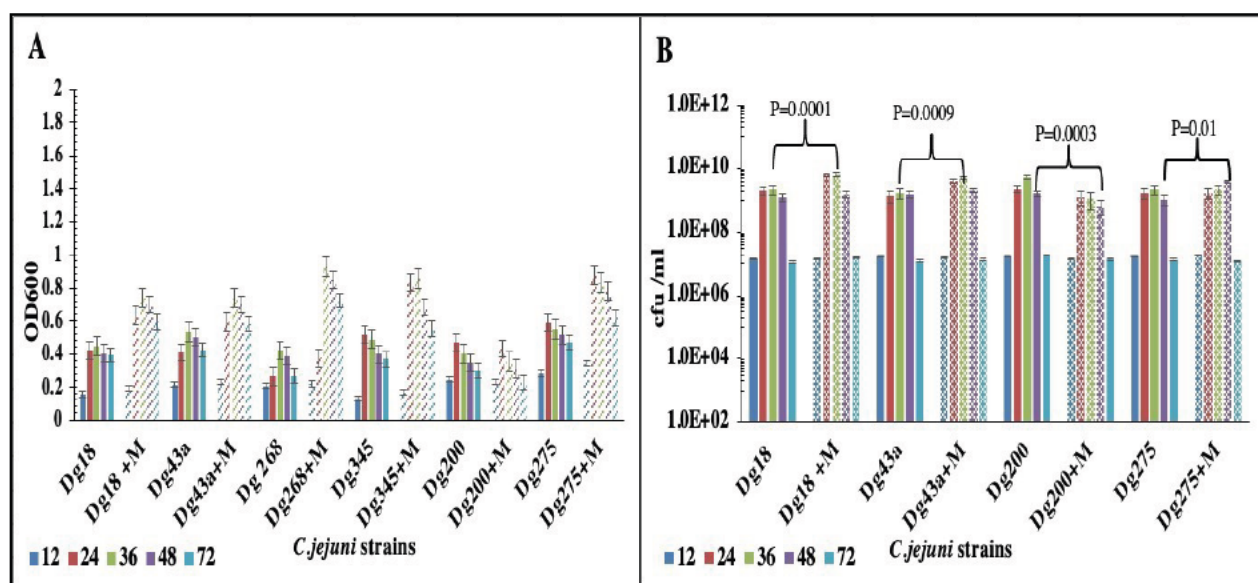 A
2
1.8
1.6
1.4
1.2
1
0.8
0.6
0.4
0.2
0
OD600
Dg18
Dg18 +M
Dg43a
Dg43a+M
Dg 268
Dg268+M
Dg345
Dg345+M
Dg200
Dg200+M
Dg275
Dg275+M
12 24 36 48 72
C.jejuni strains
B
1.0E+12
1.0E+10
1.0E+08
1.0E+06
1.0E+04
1.0E+02
cfu /ml
P=0.0001
P=0.0009
P=0.0003
P=0.01
Dg18
Dg18 +M
Dg43a
Dg43a+M
Dg200
Dg200+M
Dg275
Dg275+M
12 24 36 48 72
C.jejuni strains